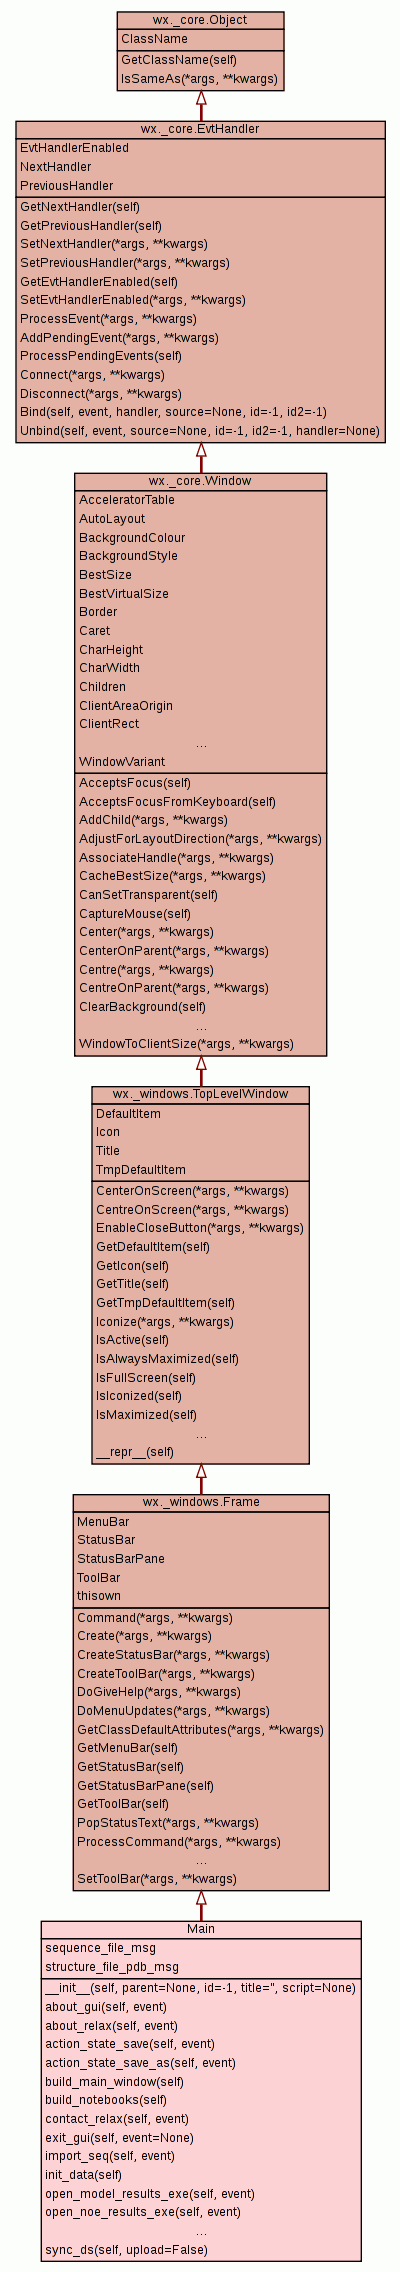 wx._core.Object
ClassName
GetClassName(self)
IsSameAs(*args, **kwargs)
wx._core.EvtHandler
EvtHandlerEnabled
NextHandler
PreviousHandler
GetNextHandler(self)
GetPreviousHandler(self)
SetNextHandler(*args, **kwargs)
SetPreviousHandler(*args, **kwargs)
GetEvtHandlerEnabled(self)
SetEvtHandlerEnabled(*args, **kwargs)
ProcessEvent(*args, **kwargs)
AddPendingEvent(*args, **kwargs)
ProcessPendingEvents(self)
Connect(*args, **kwargs)
Disconnect(*args, **kwargs)
Bind(self, event, handler, source=None, id=-1, id2=-1)
Unbind(self, event, source=None, id=-1, id2=-1, handler=None)
wx._core.Window
AcceleratorTable
AutoLayout
BackgroundColour
BackgroundStyle
BestSize
BestVirtualSize
Border
Caret
CharHeight
CharWidth
Children
ClientAreaOrigin
ClientRect
...
WindowVariant
AcceptsFocus(self)
AcceptsFocusFromKeyboard(self)
AddChild(*args, **kwargs)
AdjustForLayoutDirection(*args, **kwargs)
AssociateHandle(*args, **kwargs)
CacheBestSize(*args, **kwargs)
CanSetTransparent(self)
CaptureMouse(self)
Center(*args, **kwargs)
CenterOnParent(*args, **kwargs)
Centre(*args, **kwargs)
CentreOnParent(*args, **kwargs)
ClearBackground(self)
...
WindowToClientSize(*args, **kwargs)
wx._windows.TopLevelWindow
DefaultItem
Icon
Title
TmpDefaultItem
CenterOnScreen(*args, **kwargs)
CentreOnScreen(*args, **kwargs)
EnableCloseButton(*args, **kwargs)
GetDefaultItem(self)
GetIcon(self)
GetTitle(self)
GetTmpDefaultItem(self)
Iconize(*args, **kwargs)
IsActive(self)
IsAlwaysMaximized(self)
IsFullScreen(self)
IsIconized(self)
IsMaximized(self)
...
__repr__(self)
wx._windows.Frame
MenuBar
StatusBar
StatusBarPane
ToolBar
thisown
Command(*args, **kwargs)
Create(*args, **kwargs)
CreateStatusBar(*args, **kwargs)
CreateToolBar(*args, **kwargs)
DoGiveHelp(*args, **kwargs)
DoMenuUpdates(*args, **kwargs)
GetClassDefaultAttributes(*args, **kwargs)
GetMenuBar(self)
GetStatusBar(self)
GetStatusBarPane(self)
GetToolBar(self)
PopStatusText(*args, **kwargs)
ProcessCommand(*args, **kwargs)
...
SetToolBar(*args, **kwargs)
Main
sequence_file_msg
structure_file_pdb_msg
__init__(self, parent=None, id=-1, title='', script=None)
about_gui(self, event)
about_relax(self, event)
action_state_save(self, event)
action_state_save_as(self, event)
build_main_window(self)
build_notebooks(self)
contact_relax(self, event)
exit_gui(self, event=None)
import_seq(self, event)
init_data(self)
open_model_results_exe(self, event)
open_noe_results_exe(self, event)
...
sync_ds(self, upload=False)